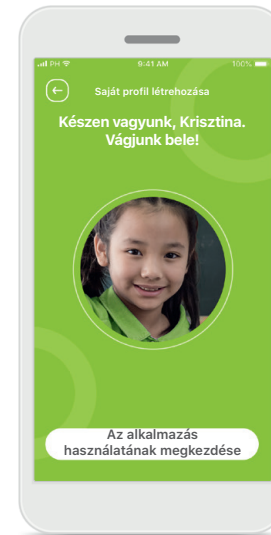 PH 9:41 AM 100%
Saját profil létrehozása
Készen vagyunk, Krisztina.
Vágjunk bele!
Az alkalmazás
használatának megkezdése